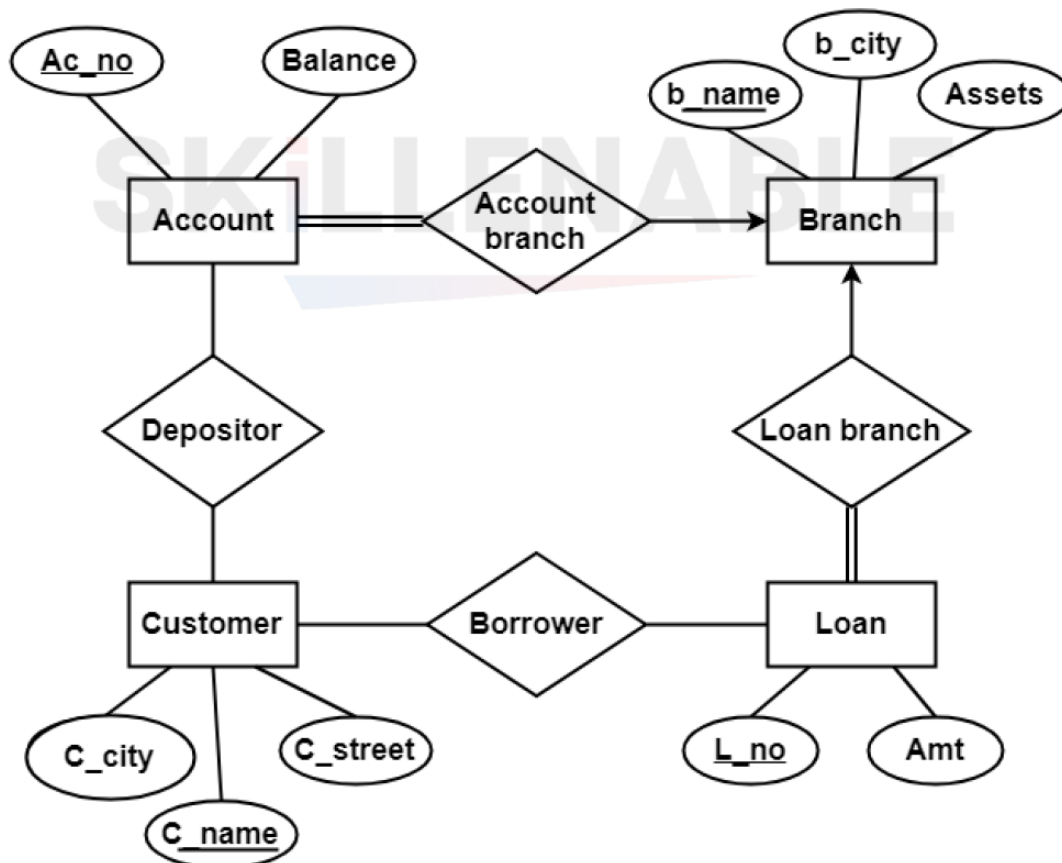 Ac_no
Balance
b_name
b_city
Assets
SKiLLENABLE
Account
Account
branch
Branch
Depositor
Loan branch
Customer
Borrower
Loan
C_city
C_name
C_street
L_no
Amt